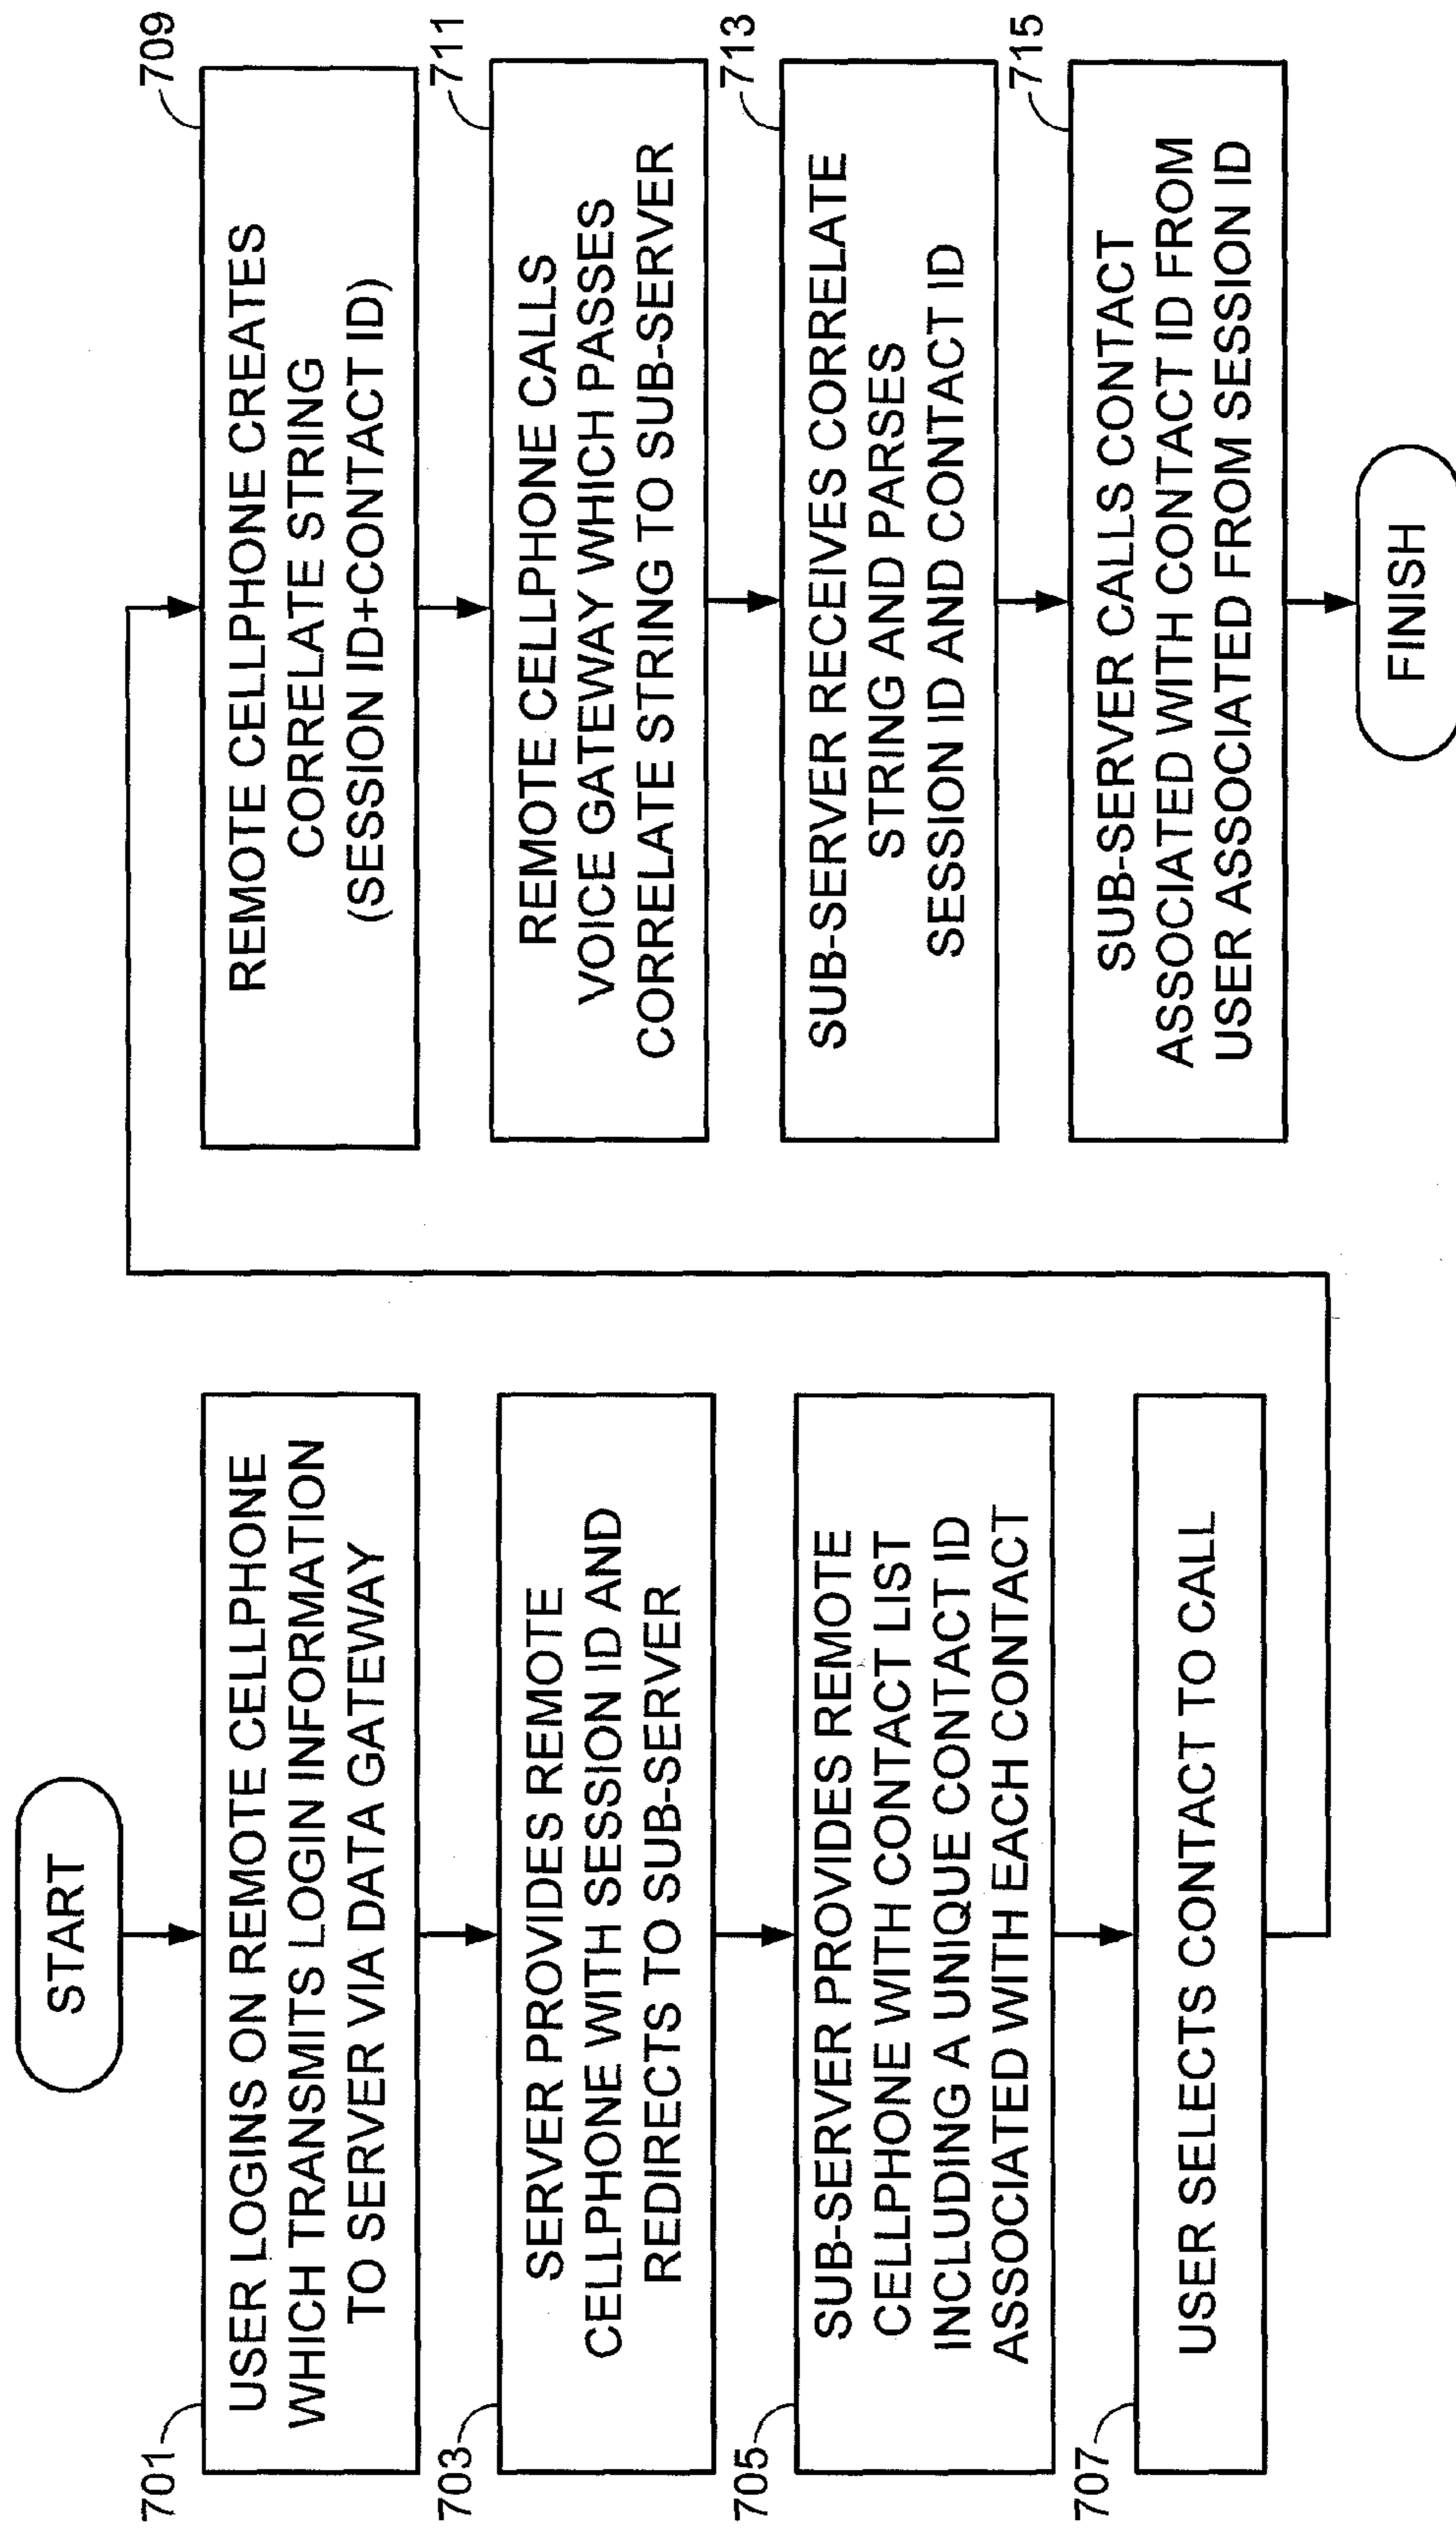 START
701
USER LOGINS ON REMOTE CELLPHONE
WHICH TRANSMITS LOGIN INFORMATION
TO SERVER VIA DATA GATEWAY
703
SERVER PROVIDES REMOTE
CELLPHONE WITH SESSION ID AND
REDIRECTS TO SUB-SERVER
705
SUB-SERVER PROVIDES REMOTE
CELLPHONE WITH CONTACT LIST
INCLUDING A UNIQUE CONTACT ID
ASSOCIATED WITH EACH CONTACT
707
USER SELECTS CONTACT TO CALL
709
REMOTE CELLPHONE CREATES
CORRELATE STRING
(SESSION ID+CONTACT ID)
711
REMOTE CELLPHONE CALLS
VOICE GATEWAY WHICH PASSES
CORRELATE STRING TO SUB-SERVER
713
SUB-SERVER RECEIVES CORRELATE
STRING AND PARSES
SESSION ID AND CONTACT ID
715
SUB-SERVER CALLS CONTACT
ASSOCIATED WITH CONTACT ID FROM
USER ASSOCIATED FROM SESSION ID
FINISH